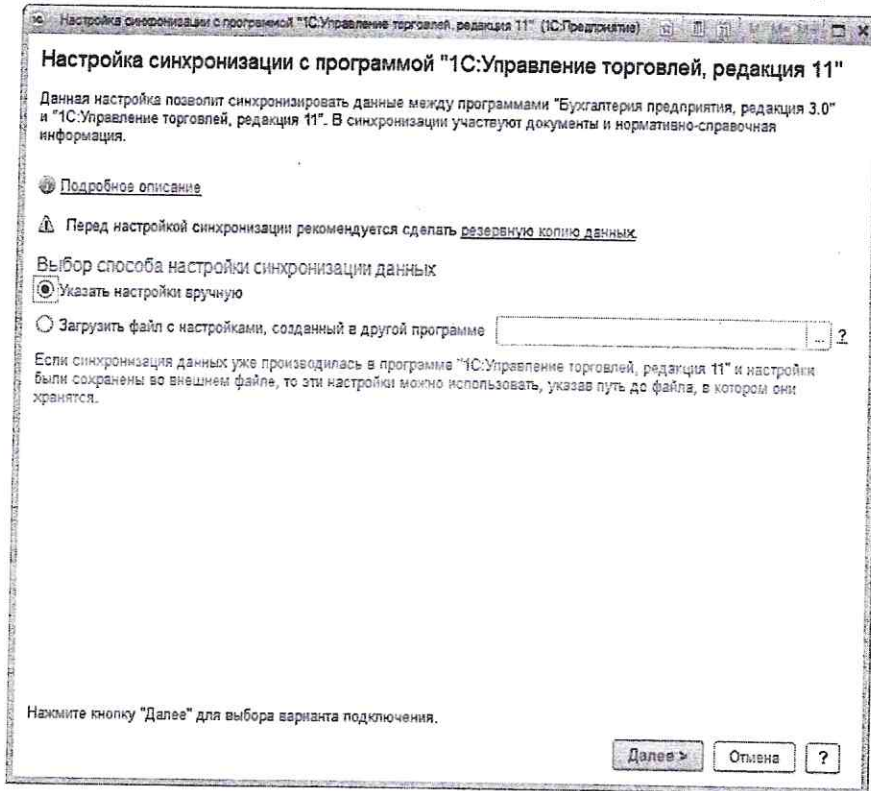 Настройка синхронизации с программой "1С:Управление торговлей, редакция 11" (1С:Предприятие)
Настройка синхронизации с программой "1С:Управление торговлей, редакция 11"
Данная настройка позволит синхронизировать данные между программами "Бухгалтерия предприятия, редакция 3.0"
и "1С:Управление торговлей, редакция 11". В синхронизации участвуют документы и нормативно-справочная
информация.
Подробное описание
Перед настройкой синхронизации рекомендуется сделать резервную копию данных.
Выбор способа настройки синхронизации данных
Указать настройки вручную
Загрузить файл с настройками, созданный в другой программе ... ?
Если синхронизация данных уже производилась в программе "1С:Управление торговлей, редакция 11" и настройки
были сохранены во внешнем файле, то эти настройки можно использовать, указав путь до файла, в котором они
хранятся.
Нажмите кнопку "Далее" для выбора варианта подключения.
Далее > Отмена ?